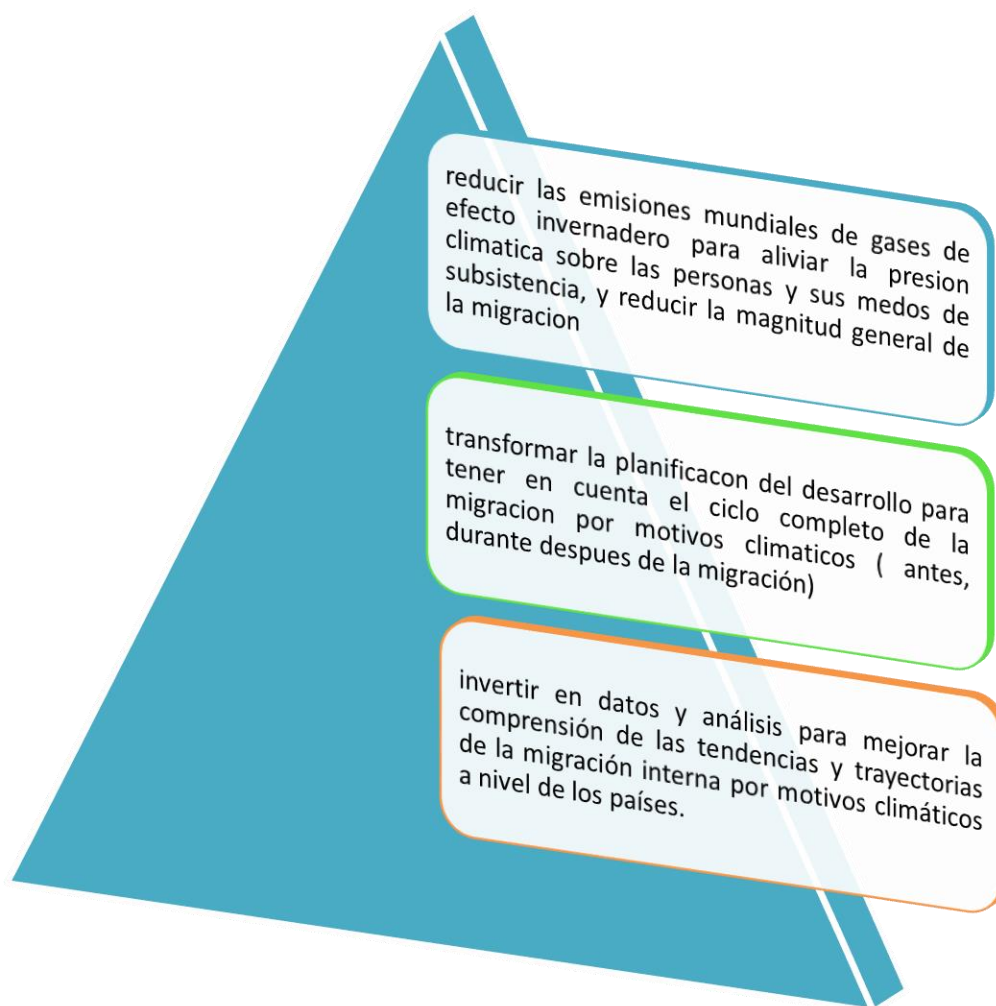 reducir las emisiones mundiales de gases de
efecto invernadero para aliviar la presion
climatica sobre las personas y sus medos de
subsistencia, y reducir la magnitud general de
la migracion
transformar la planificacon del desarrollo para
tener en cuenta el ciclo completo de la
migracion por motivos climaticos ( antes,
durante despues de la migración)
invertir en datos y análisis para mejorar la
comprensión de las tendencias y trayectorias
de la migración interna por motivos climáticos
a nivel de los países.